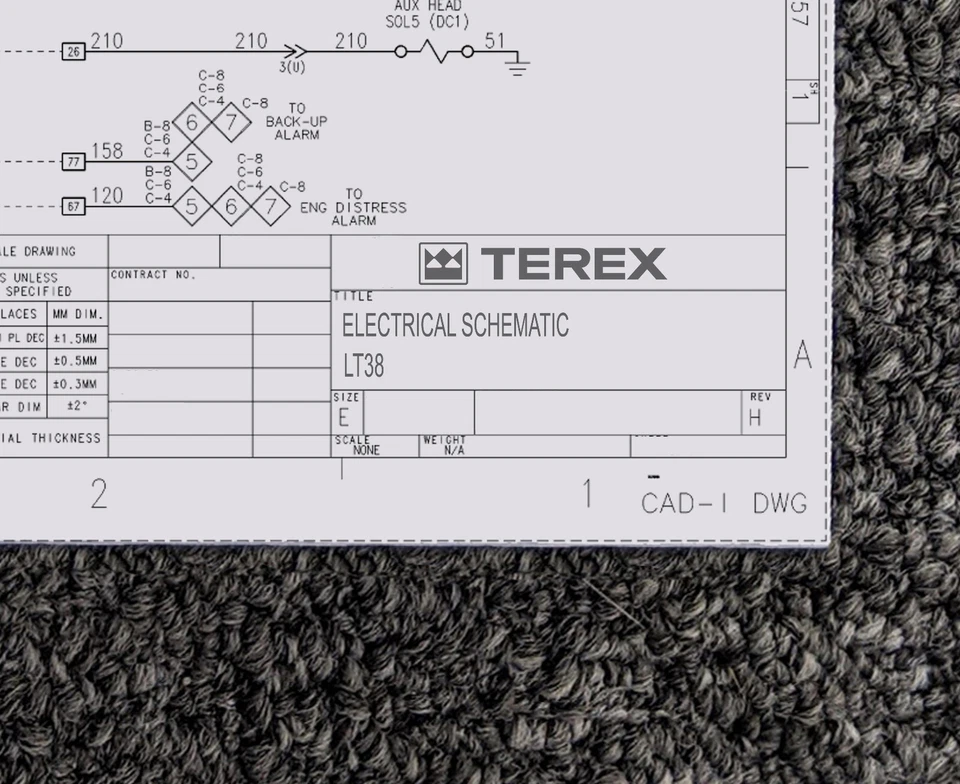 AUX HEAD
SOL5 (DC1)
26 210 210 210 51
3(U)
C-8
C-6
C-4 C-8
6 7
TO
BACK-UP
ALARM
B-8
C-6
C-4
77 158 5
B-8
C-6
C-4
C-8
C-6
C-4 C-8
67 120 5 6 7
TO
ENG DISTRESS
ALARM
57
SH
1
LE DRAWING
S UNLESS
SPECIFIED
CONTRACT NO.
LACES MM DIM.
PL DEC ±1.5MM
E DEC ±0.5MM
E DEC ±0.3MM
R DIM ±2°
IAL THICKNESS
TEREX
TITLE
ELECTRICAL SCHEMATIC
LT38
SIZE
E
REV
H
SCALE
NONE
WEIGHT
N/A
A
2
1
CAD-I DWG